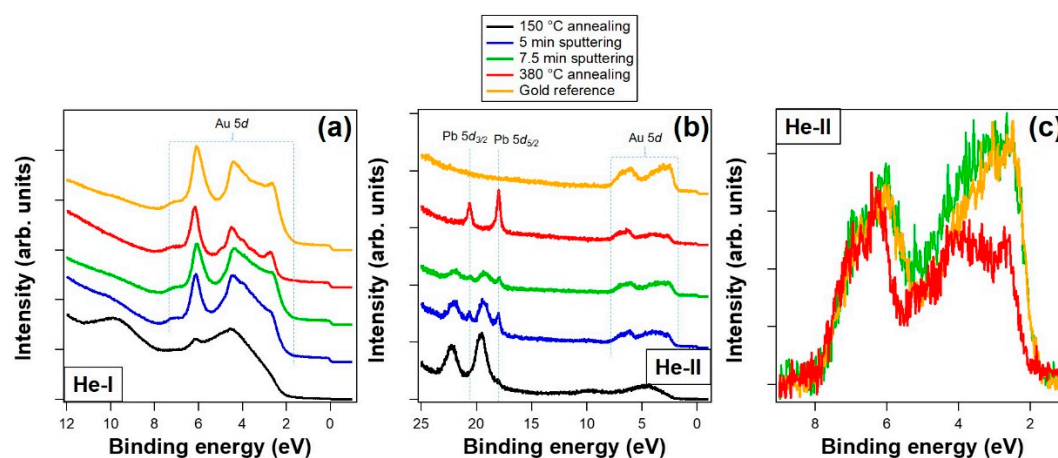 150 °C annealing
5 min sputtering
7.5 min sputtering
380 °C annealing
Gold reference
Intensity (arb. units)
Au 5d
(a)
He-I
12 10 8 6 4 2 0
Binding energy (eV)
Intensity (arb. units)
Pb 5d3/2
Pb 5d5/2
Au 5d
(b)
He-II
25 20 15 10 5 0
Binding energy (eV)
Intensity (arb. units)
He-II
(c)
8 6 4 2
Binding energy (eV)